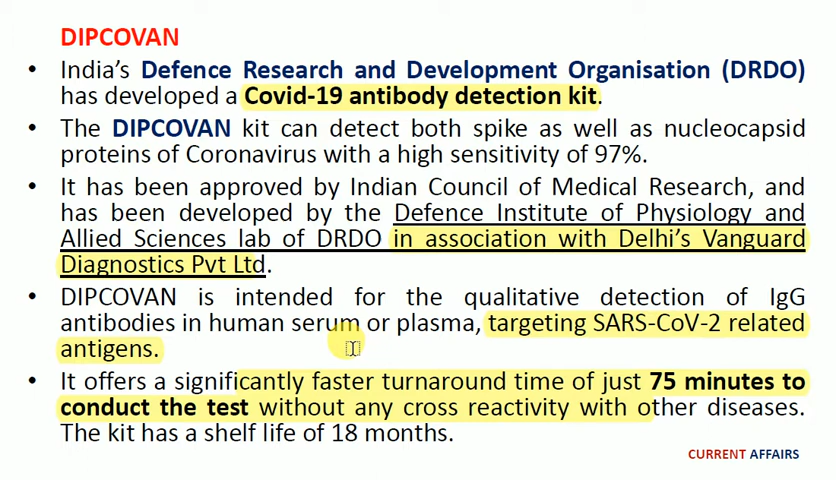 DIPCOVAN
• India's Defence Research and Development Organisation (DRDO)
has developed a Covid-19 antibody detection kit.
• The DIPCOVAN kit can detect both spike as well as nucleocapsid
proteins of Coronavirus with a high sensitivity of 97%.
• It has been approved by Indian Council of Medical Research, and
has been developed by the Defence Institute of Physiology and
Allied Sciences lab of DRDO in association with Delhi's Vanguard
Diagnostics Pvt Ltd.
• DIPCOVAN is intended for the qualitative detection of IgG
antibodies in human serum or plasma, targeting SARS-CoV-2 related
antigens.
• It offers a significantly faster turnaround time of just 75 minutes to
conduct the test without any cross reactivity with other diseases.
The kit has a shelf life of 18 months.
CURRENT AFFAIRS